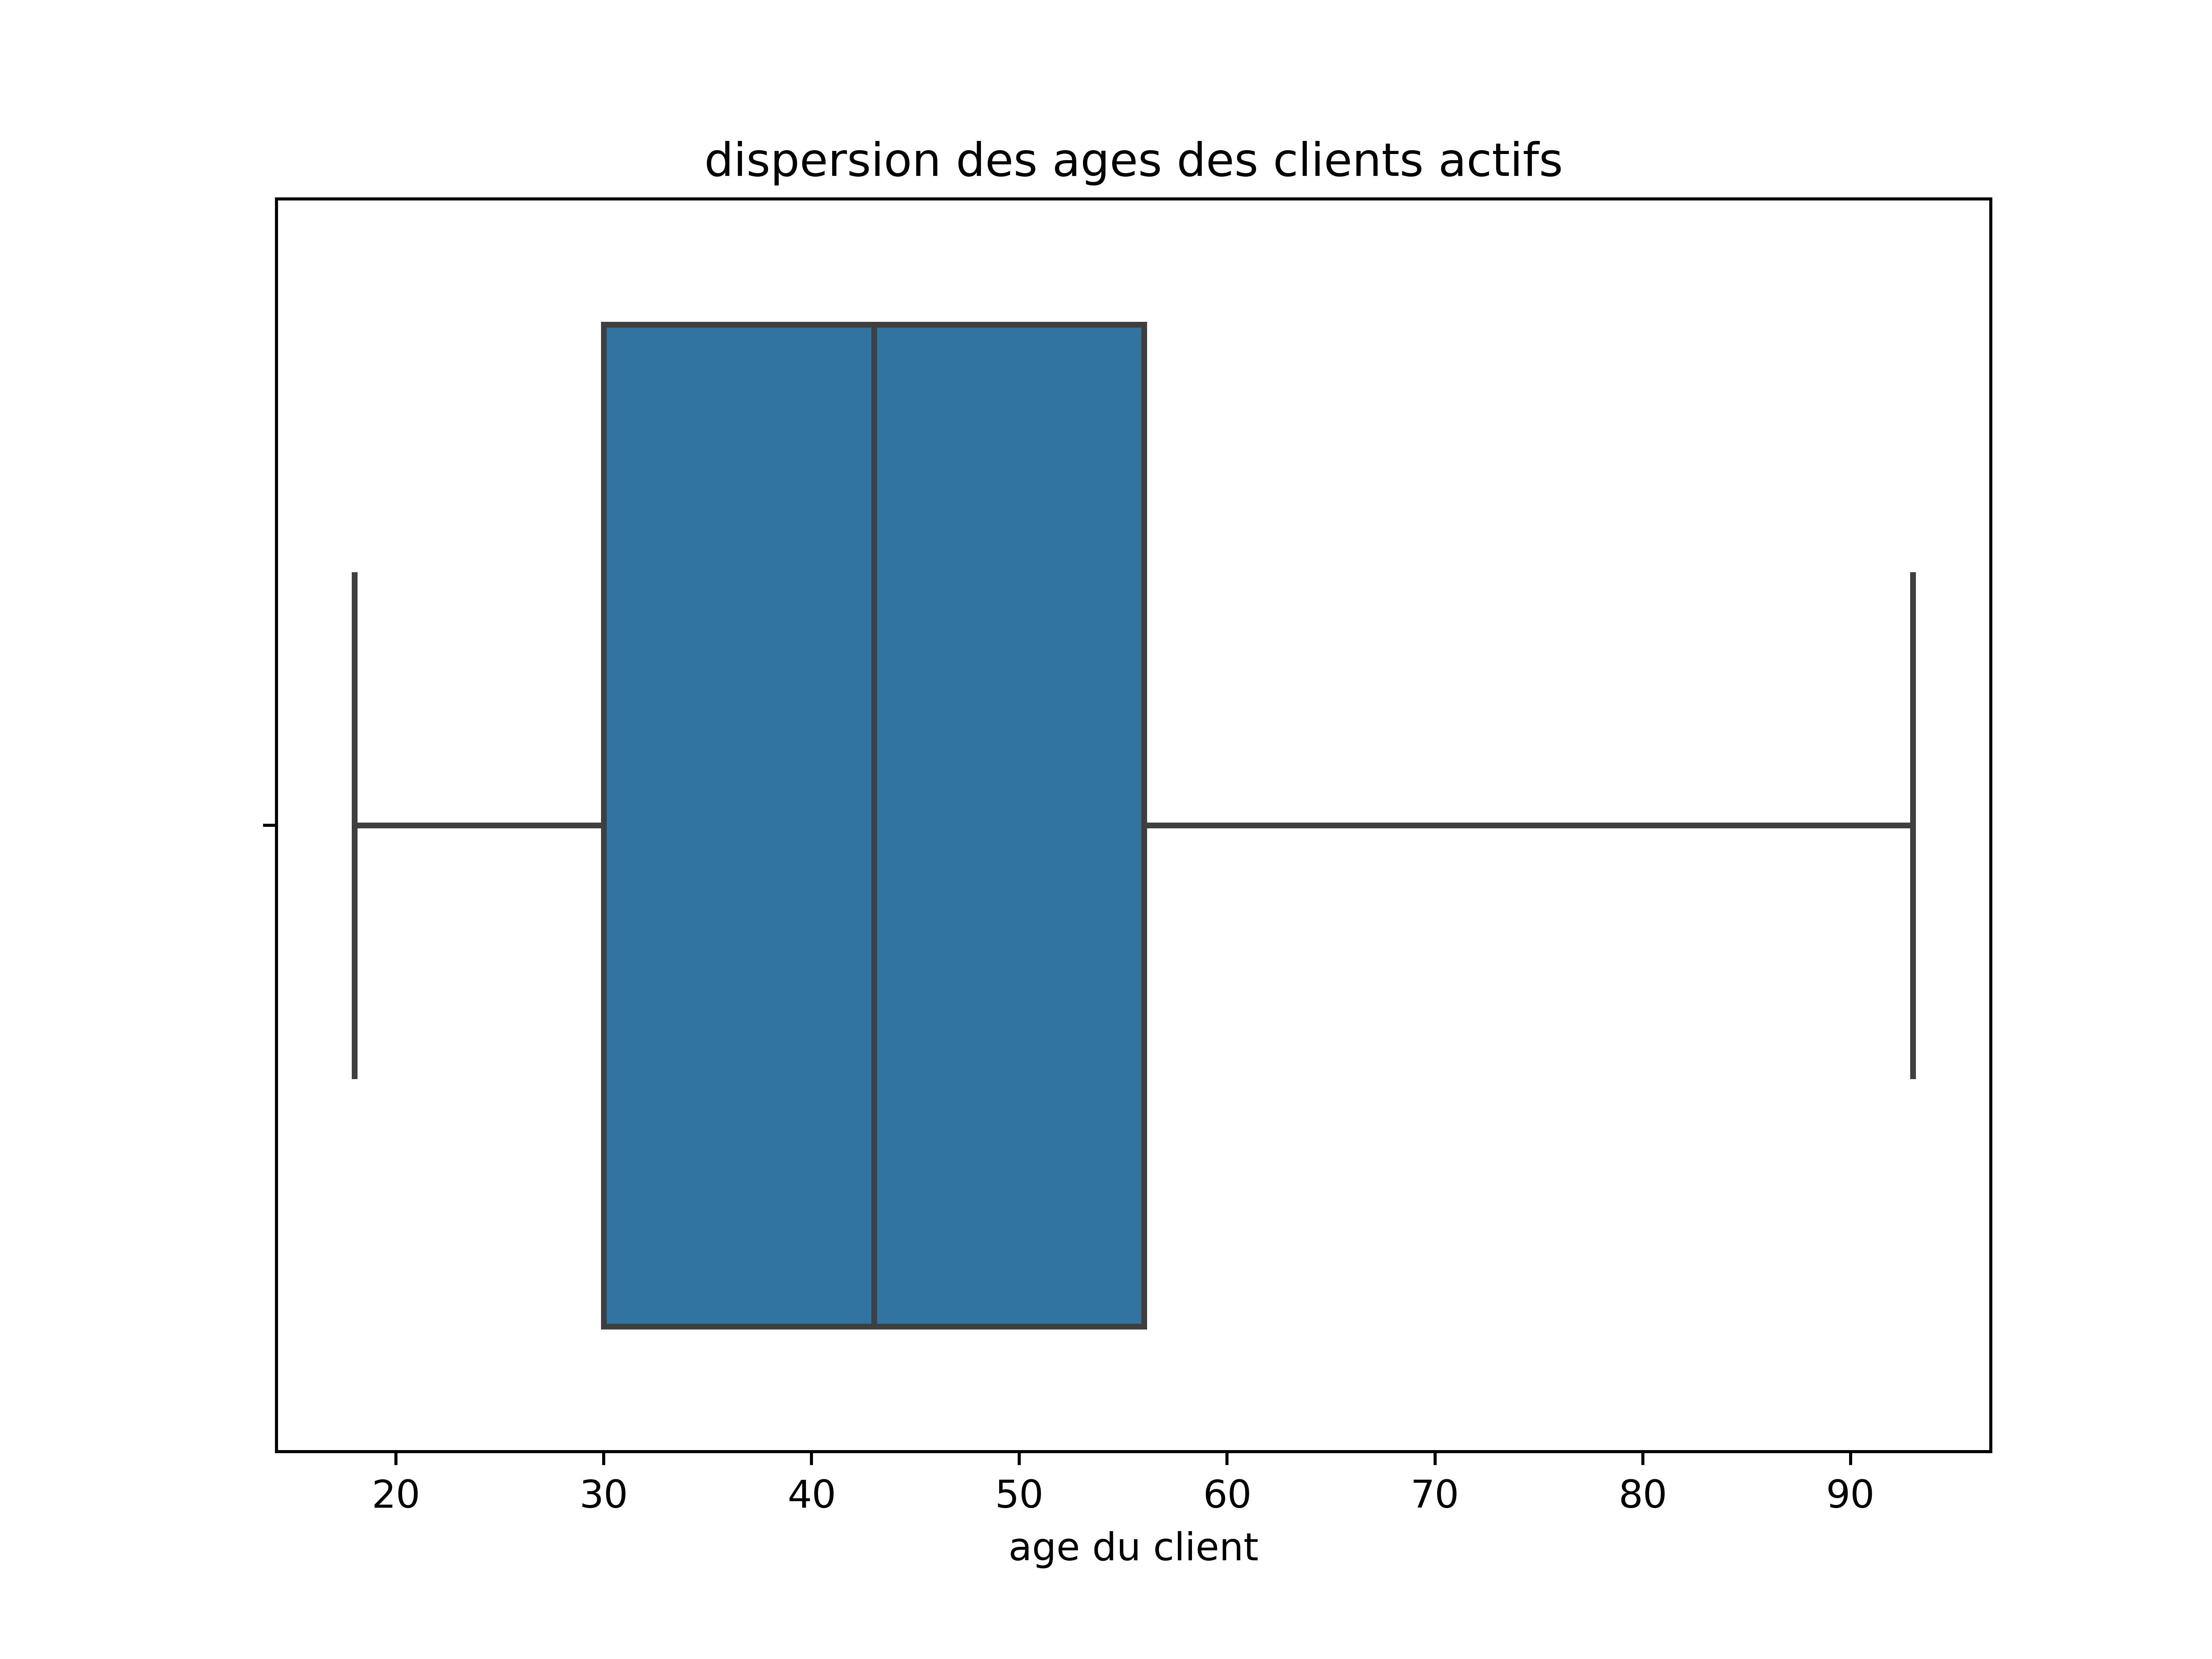 dispersion des ages des clients actifs
20 30 40 50 60 70 80 90
age du client